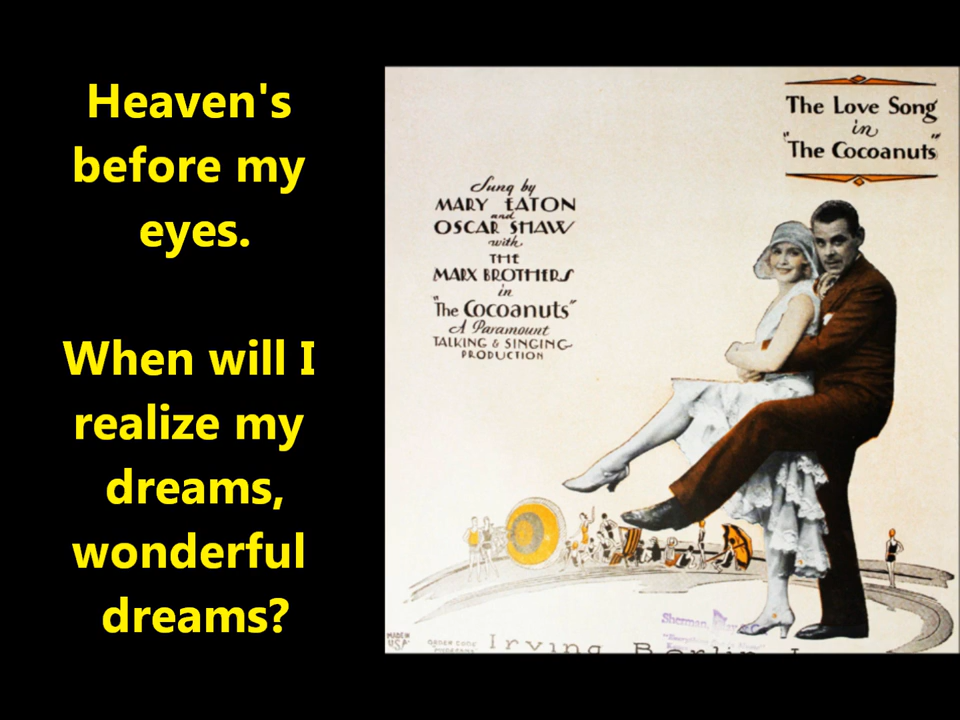 Heaven's
before my
eyes.
When will I
realize my
dreams,
wonderful
dreams?
The Love Song
in
"The Cocoanuts"
Sung by
MARY EATON
and
OSCAR SHAW
with
THE
MARX BROTHERS
in
"The Cocoanuts"
A Paramount
TALKING & SINGING
PRODUCTION
MADE IN
USA
Irving Berlin